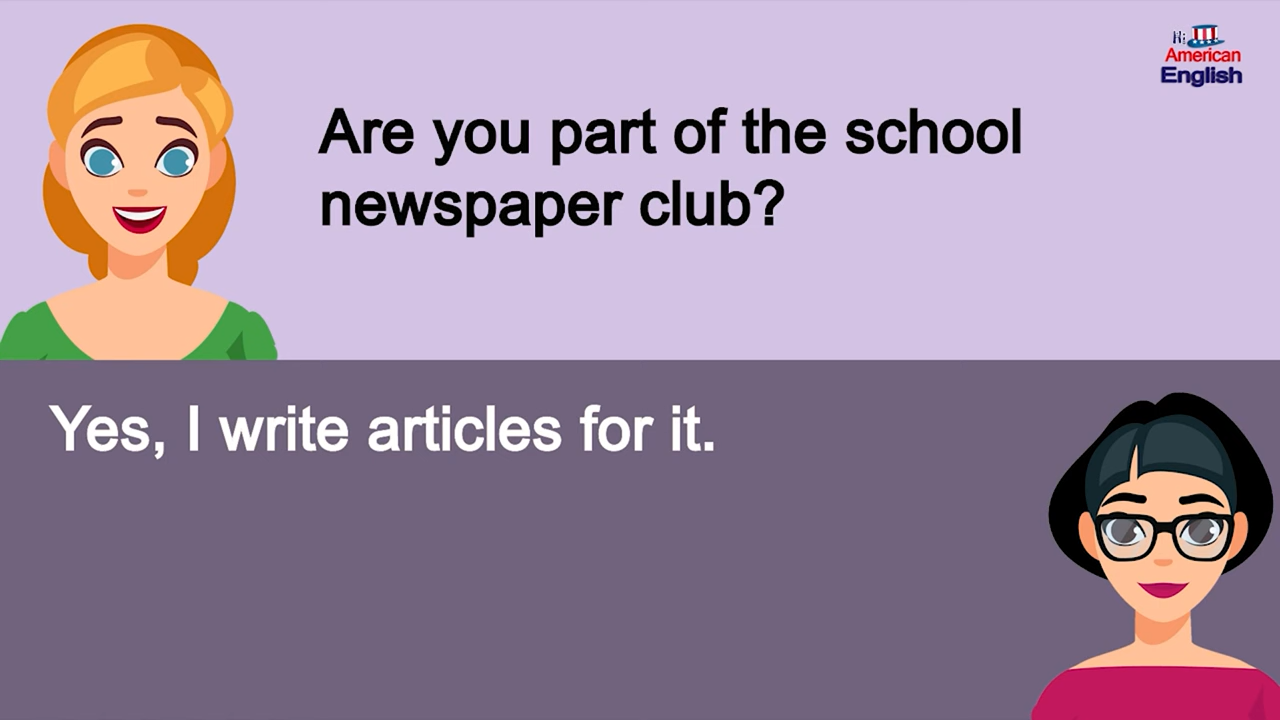 Hi
American
English
Are you part of the school
newspaper club?
Yes, I write articles for it.